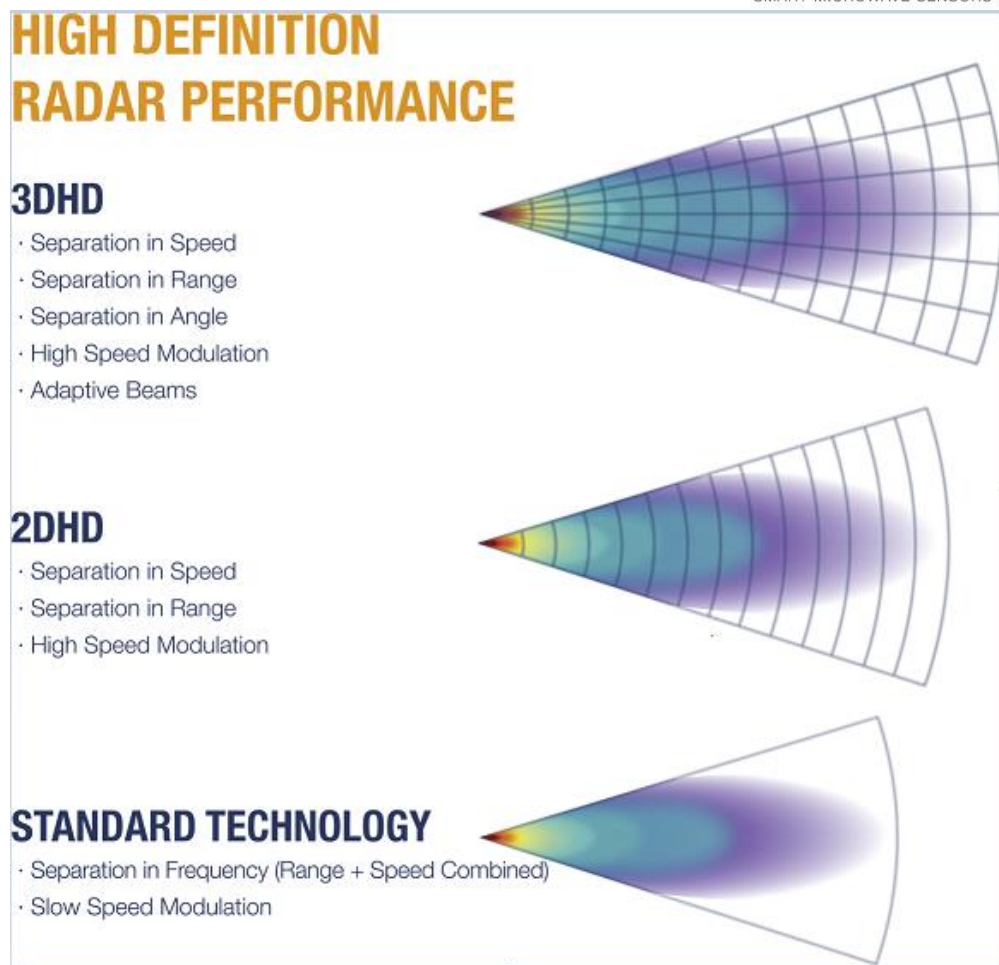 HIGH DEFINITION
RADAR PERFORMANCE
3DHD
· Separation in Speed
· Separation in Range
· Separation in Angle
· High Speed Modulation
· Adaptive Beams
2DHD
· Separation in Speed
· Separation in Range
· High Speed Modulation
STANDARD TECHNOLOGY
· Separation in Frequency (Range + Speed Combined)
· Slow Speed Modulation